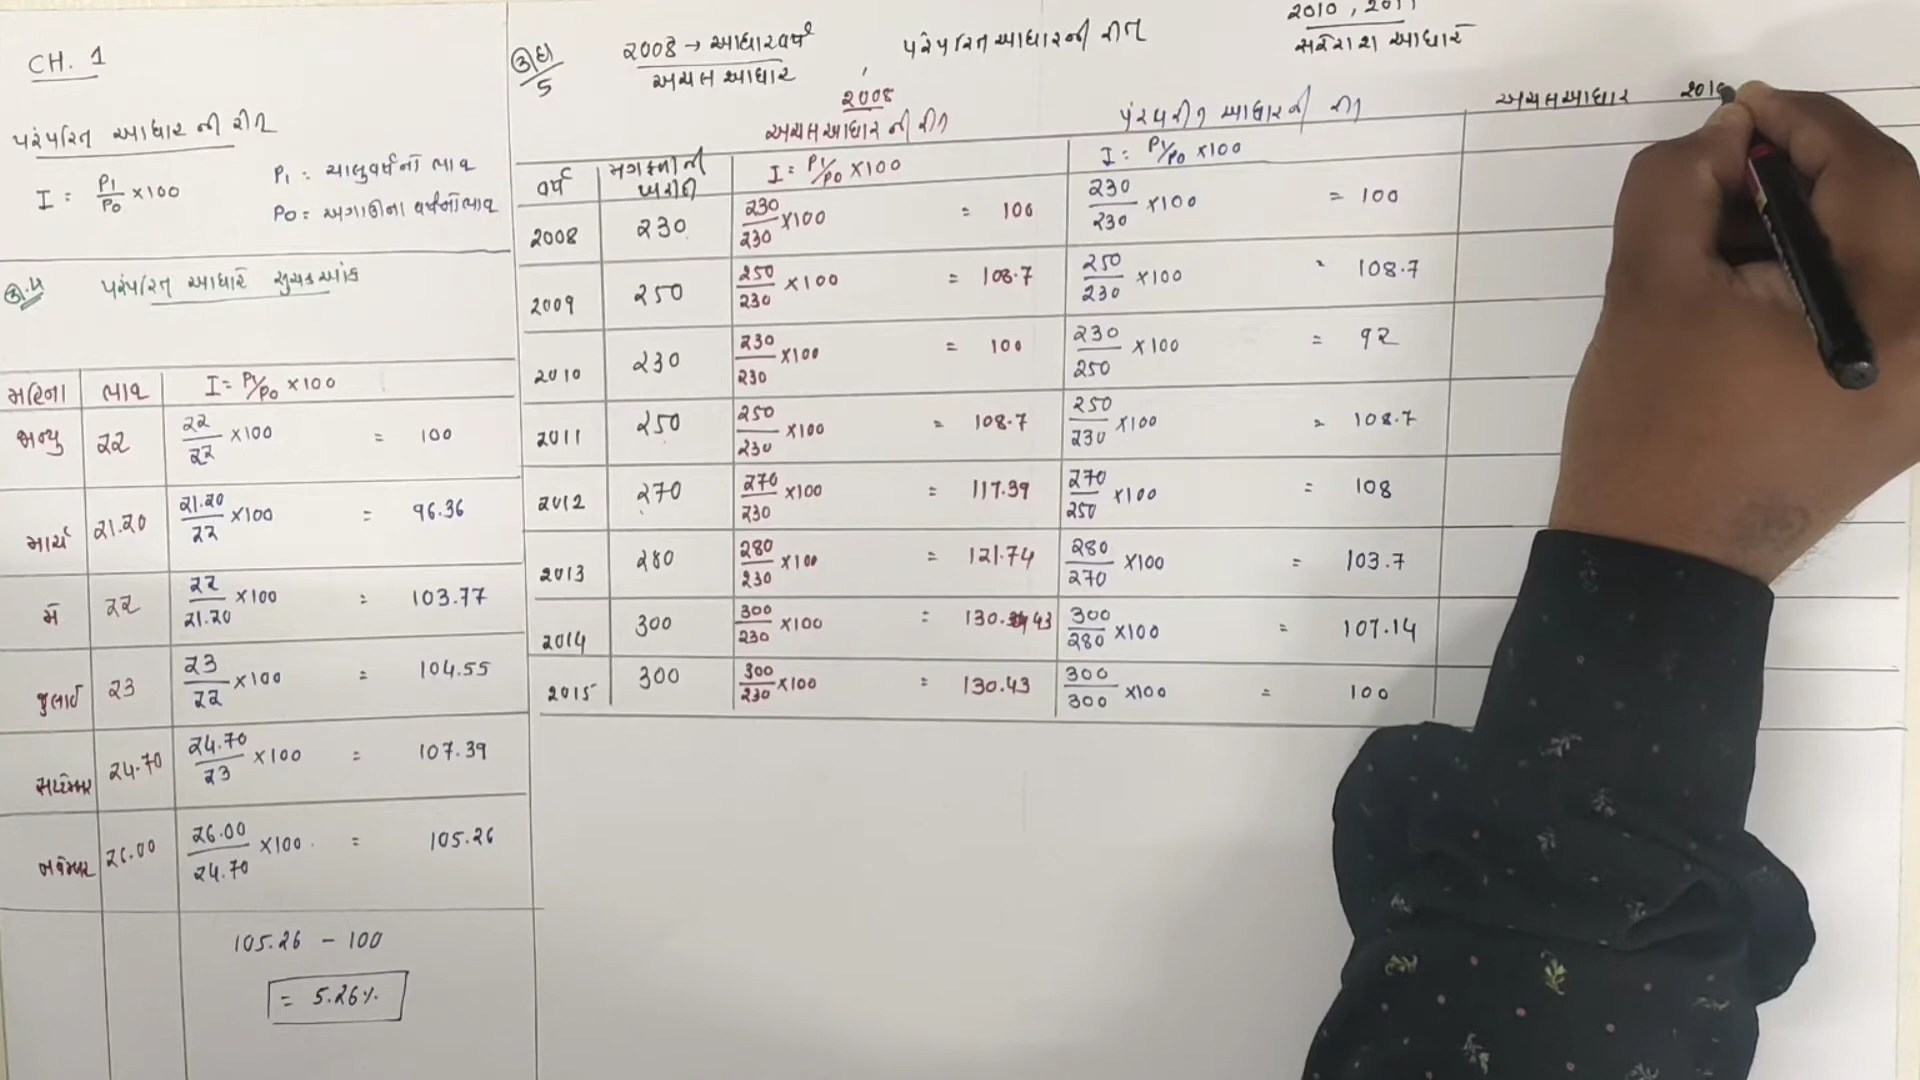 CH. 1
પરંપરિત આધાર ની રીત
I = P1/P0 ×100
P1 = ચાલુવર્ષનો ભાવ
P0 = અગાઉના વર્ષનો ભાવ
ઉ.૫ પરંપરિત આધારે સુચકઆંક
મહિના ભાવ I = P1/P0 ×100
જાન્યુ 22 22/22 ×100 = 100
માર્ચ 21.20 21.20/22 ×100 = 96.36
મે 22 22/21.20 ×100 = 103.77
જુલાઈ 23 23/22 ×100 = 104.55
સપ્ટેમ્બર 24.70 24.70/23 ×100 = 107.39
નવેમ્બર 26.00 26.00/24.70 ×100 = 105.26
105.26 - 100
= 5.26%
5
2008 → આધારવર્ષ
અચલ આધાર ,
પરંપરિત આધારની રીત
2010 , 2011
સરેરાશ આધારે
2008
અચલઆધાર ની રીત
પરંપરીત આધારની રીત
અચલઆધાર
વર્ષ મગફળીની ખરીદી I = P1/P0 ×100 I = P1/P0 ×100
2008 230 230/230 ×100 = 100 230/230 ×100 = 100
2009 250 250/230 ×100 = 108.7 250/230 ×100 = 108.7
2010 230 230/230 ×100 = 100 230/250 ×100 = 92
2011 250 250/230 ×100 = 108.7 250/230 ×100 = 108.7
2012 270 270/230 ×100 = 117.39 270/250 ×100 = 108
2013 280 280/230 ×100 = 121.74 280/270 ×100 = 103.7
2014 300 300/230 ×100 = 130.43 300/280 ×100 = 107.14
2015 300 300/230 ×100 = 130.43 300/300 ×100 = 100